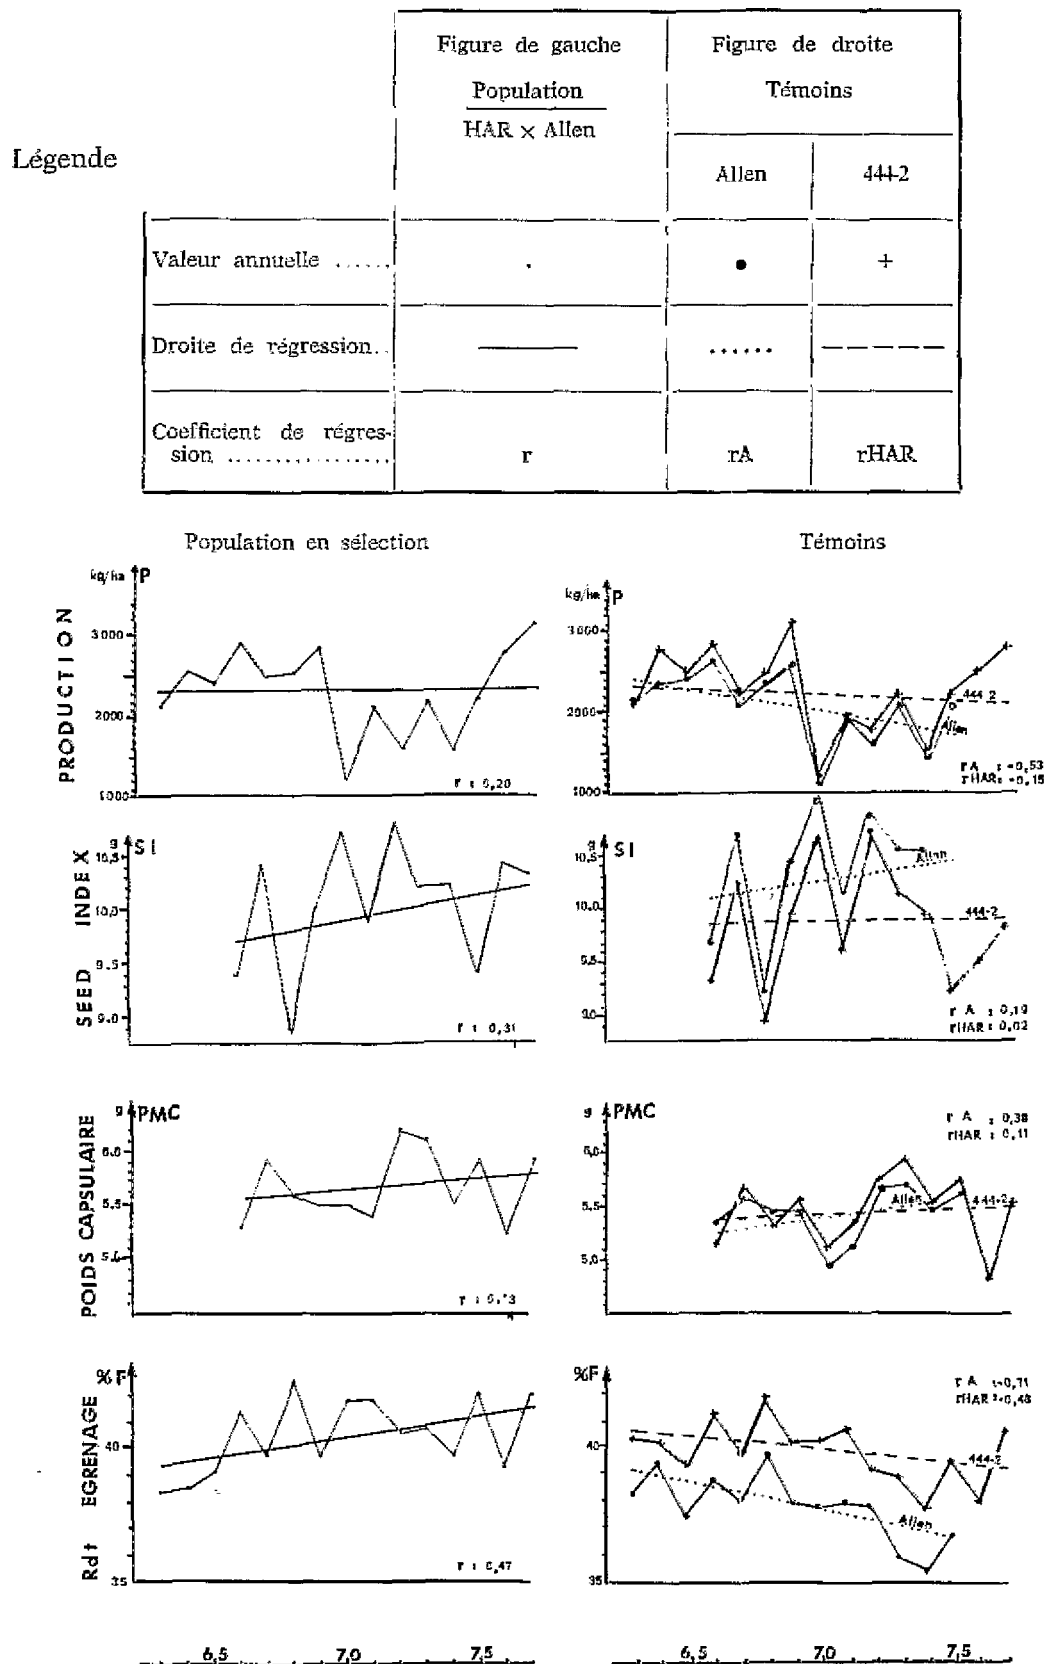 Figure de gauche
Figure de droite
Population
HAR × Allen
Témoins
Légende
Allen
444-2
Valeur annuelle ......
. • +
Droite de régression..
Coefficient de régres-
sion ..................
r
rA
rHAR
Population en sélection
Témoins
PRODUCTION
kg/ha P
3000
2000
1000
r : 0,20
kg/ha P
3000
2000
1000
444-2
Allen
rA : -0,53
rHAR: -0,15
SEED INDEX
g SI
10,5
10,0
9,5
9,0
r : 0,31
g SI
10,5
10,0
9,5
9,0
Allen
444-2
rA : 0,19
rHAR: 0,02
POIDS CAPSULAIRE
g PMC
6,0
5,5
5,0
g PMC
6,0
5,5
5,0
Allen
444-2
rA : 0,38
rHAR : 0,11
Rdt EGRENAGE
%F
40
35
r : 0,47
%F
40
35
444-2
Allen
rA :-0,71
rHAR:-0,48
6,5 7,0 7,5
6,5 7,0 7,5